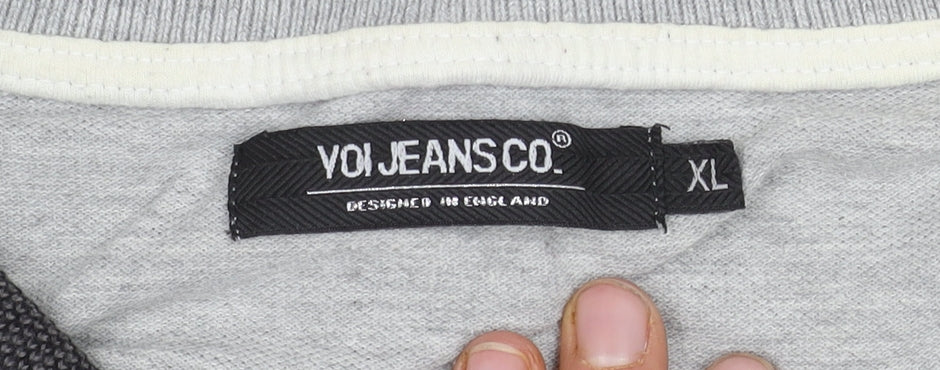 VOI JEANS CO.®
DESIGNED IN ENGLAND
XL